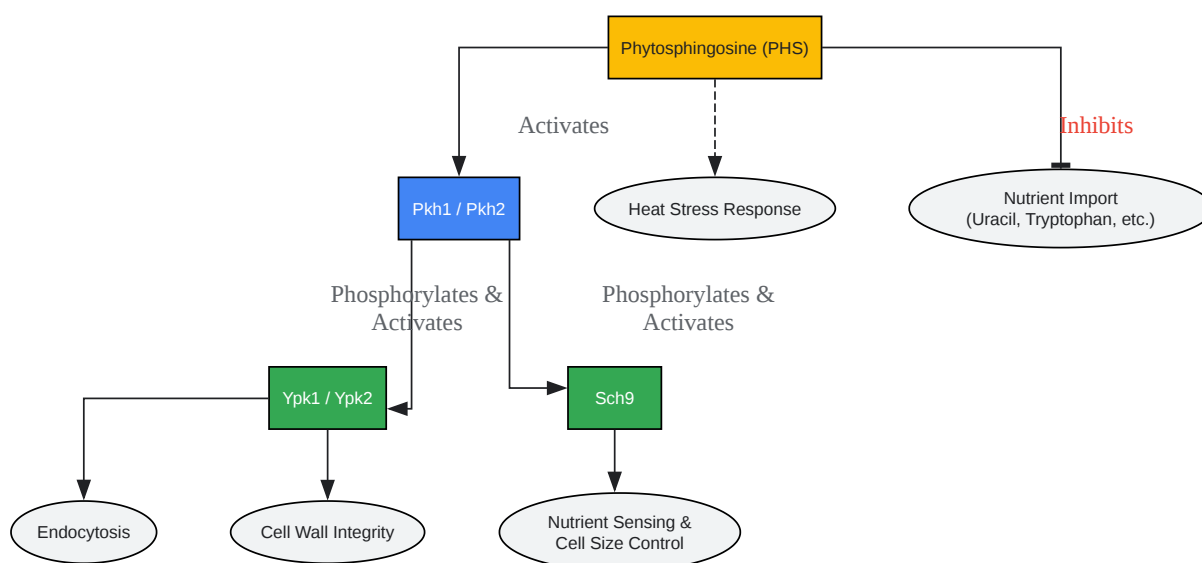 Phytosphingosine (PHS)
Activates
Inhibits
Pkh1 / Pkh2
Heat Stress Response
Nutrient Import
(Uracil, Tryptophan, etc.)
Phosphorylates &
Activates
Phosphorylates &
Activates
Ypk1 / Ypk2
Sch9
Endocytosis
Cell Wall Integrity
Nutrient Sensing &
Cell Size Control